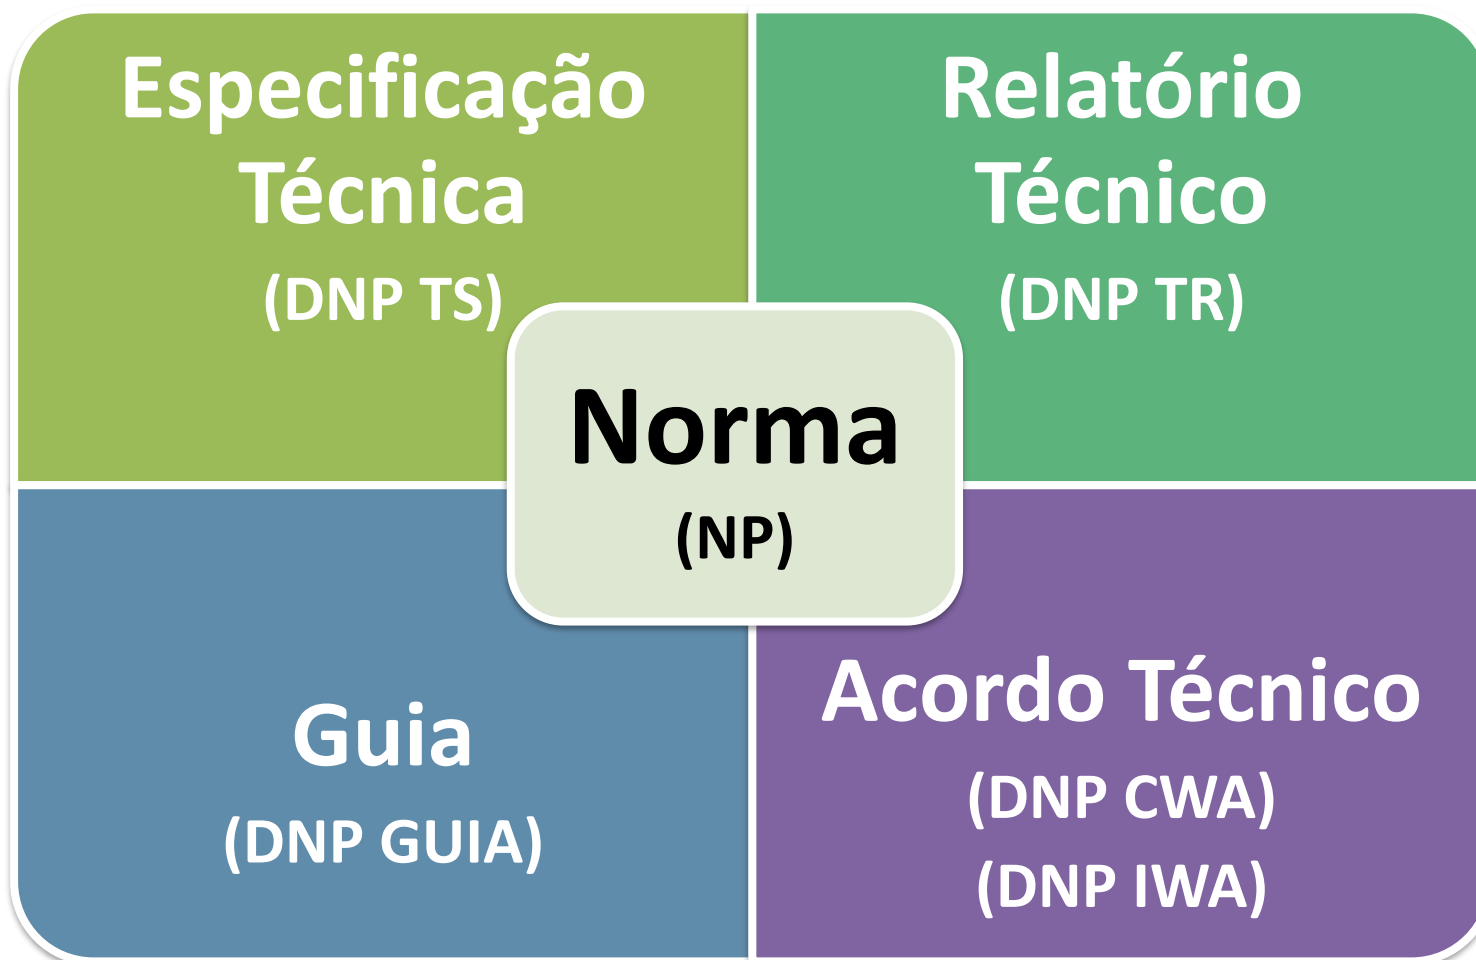 Especificação
Técnica
(DNP TS)
Relatório
Técnico
(DNP TR)
Norma
(NP)
Guia
(DNP GUIA)
Acordo Técnico
(DNP CWA)
(DNP IWA)